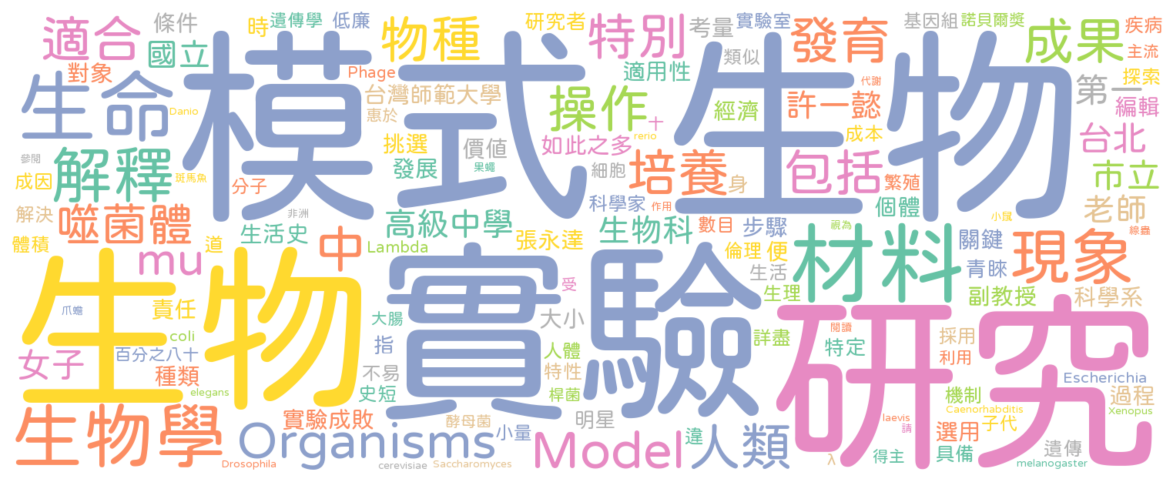 模式生物
生物
實驗
研究
生命
解釋
噬菌體
mu
女子
生物學
Organisms
Model
人類
材料
現象
培養
包括
操作
特別
發育
成果
物種
適合
國立
條件
對象
時
遺傳學
低廉
Phage
台灣師範大學
惠於
挑選
發展
價值
如此之多
十
細胞
科學家
作用
研究者
考量
實驗室
類似
適用性
經濟
許一懿
成本
代謝
rerio
基因組
諾貝爾獎
第一
疾病
主流
探索
編輯
台北
市立
老師
繁殖
個體
身
Danio
參閱
斑馬魚
成因
分子
果蠅
非洲
解決
體積
道
生活史
高級中學
Lambda
中
張永達
生物科
數目
步驟
倫理
便
生活
視為
小鼠
線蟲
關鍵
青睞
副教授
科學系
生理
爪蟾
責任
coli
百分之八十
種類
elegans
大腸
指
不易
史短
受
大小
人體
特性
桿菌
詳盡
閱讀
特定
採用
利用
機制
Escherichia
過程
Xenopus
Caenorhabditis
子代
選用
laevis
請
得主
具備
遺傳
melanogaster
λ
違
明星
小量
酵母菌
實驗成敗
Drosophila
cerevisiae
Saccharomyces